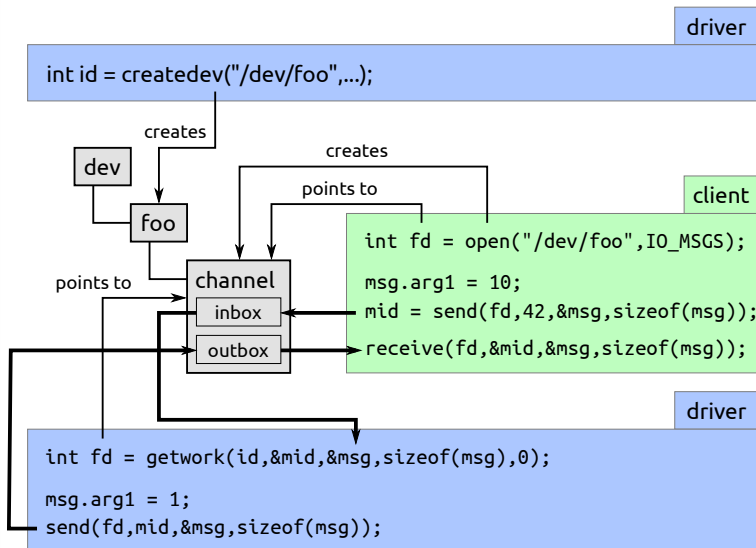 driver
int id = createdev("/dev/foo",...);
creates
creates
dev
points to
client
foo
int fd = open("/dev/foo",IO_MSGS);
channel
points to
msg.arg1 = 10;
inbox
mid = send(fd,42,&msg,sizeof(msg));
outbox
receive(fd,&mid,&msg,sizeof(msg));
driver
int fd = getwork(id,&mid,&msg,sizeof(msg),0);
msg.arg1 = 1;
send(fd,mid,&msg,sizeof(msg));